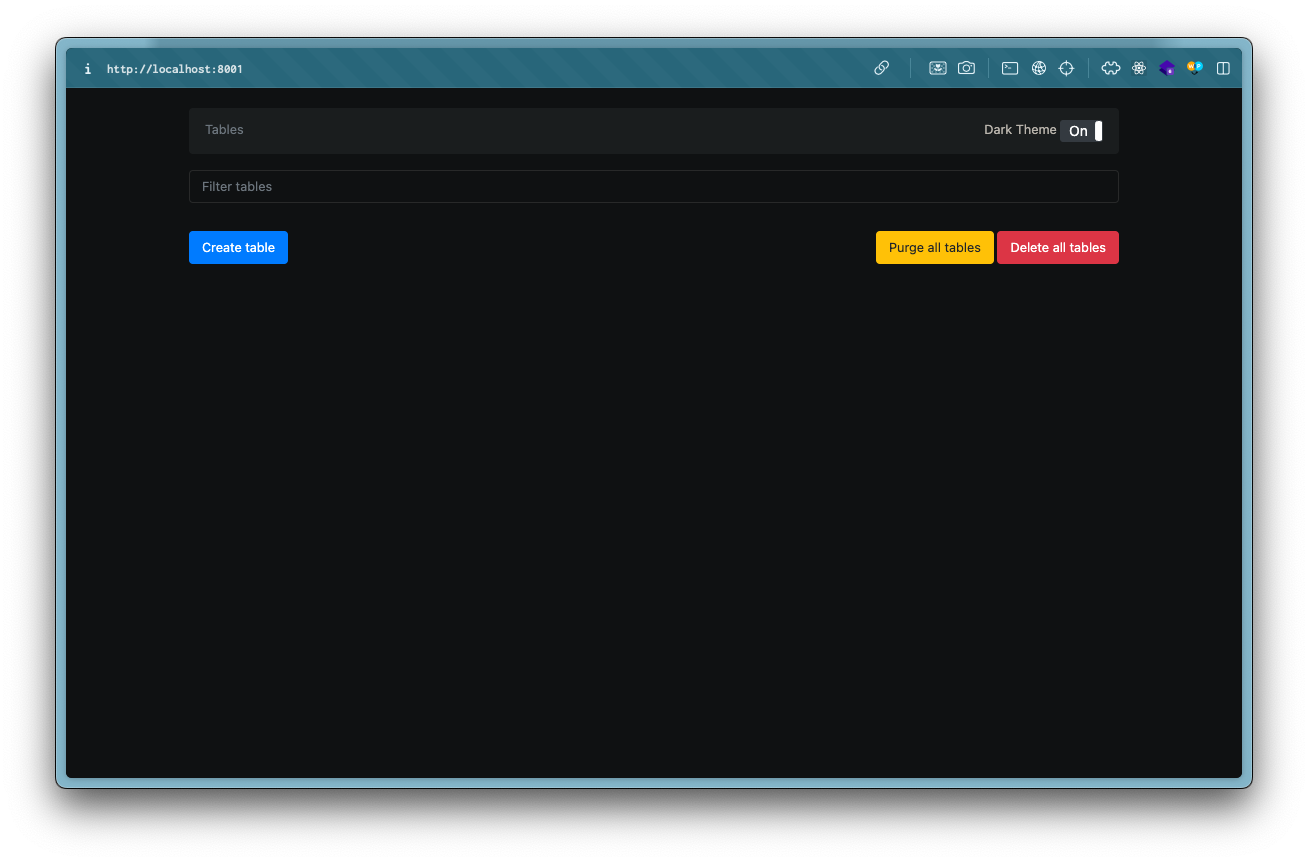 i http://localhost:8001
Tables Dark Theme On
Filter tables
Create table Purge all tables Delete all tables